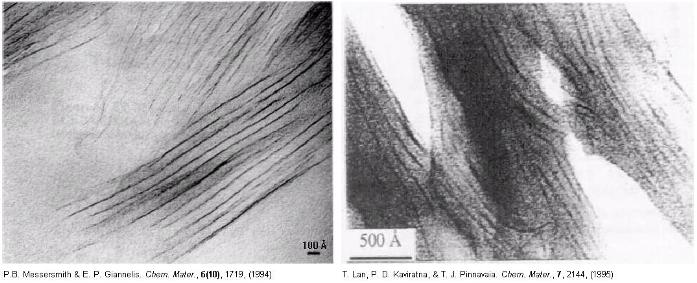 100 Å
500 Å
P.B. Messersmith & E. P. Giannelis, Chem. Mater., 6(10), 1719, (1994)
T. Lan, P. D. Kaviratna, & T. J. Pinnavaia. Chem. Mater., 7, 2144, (1995)